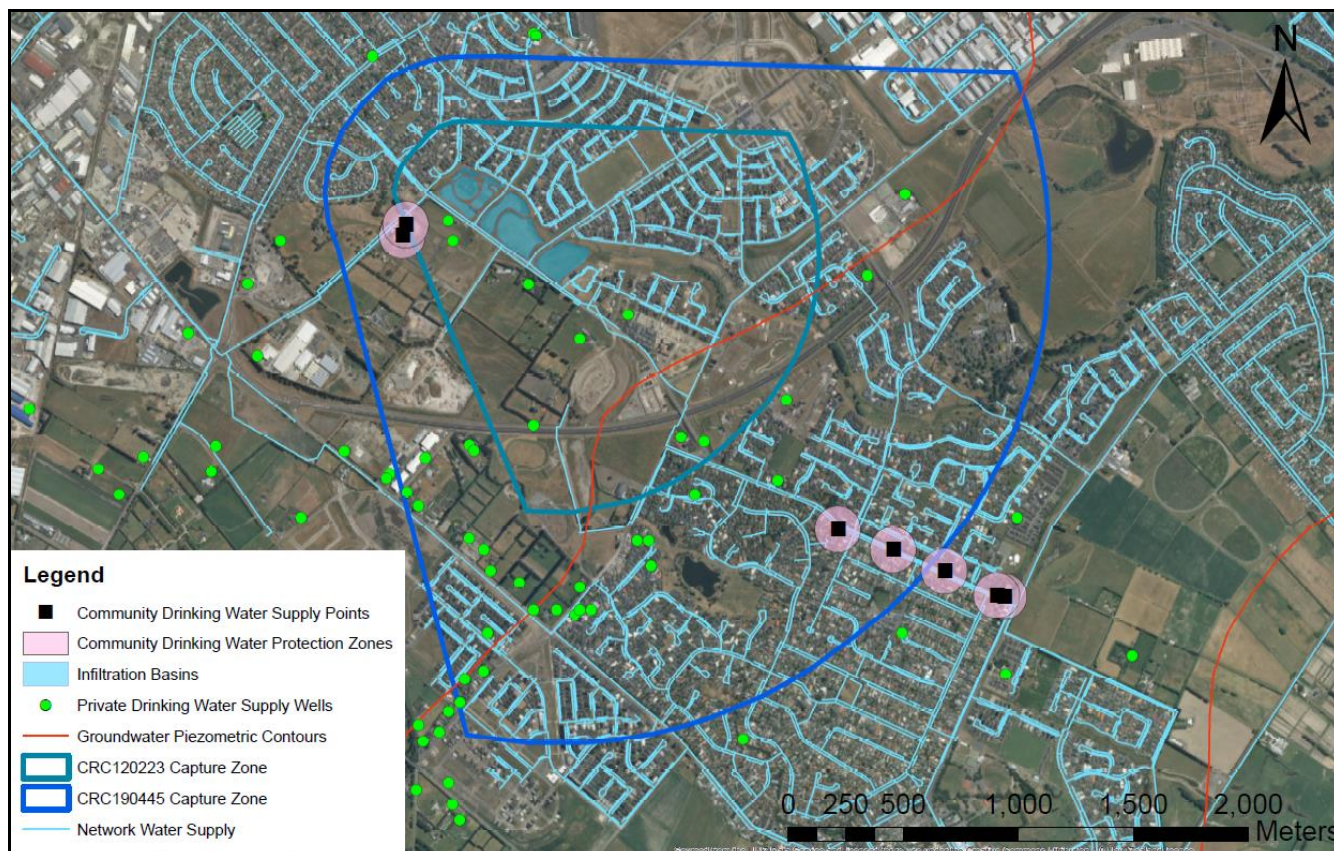 N
Legend
Community Drinking Water Supply Points
Community Drinking Water Protection Zones
Infiltration Basins
Private Drinking Water Supply Wells
Groundwater Piezometric Contours
CRC120223 Capture Zone
CRC190445 Capture Zone
Network Water Supply
0 250 500 1,000 1,500 2,000
Meters